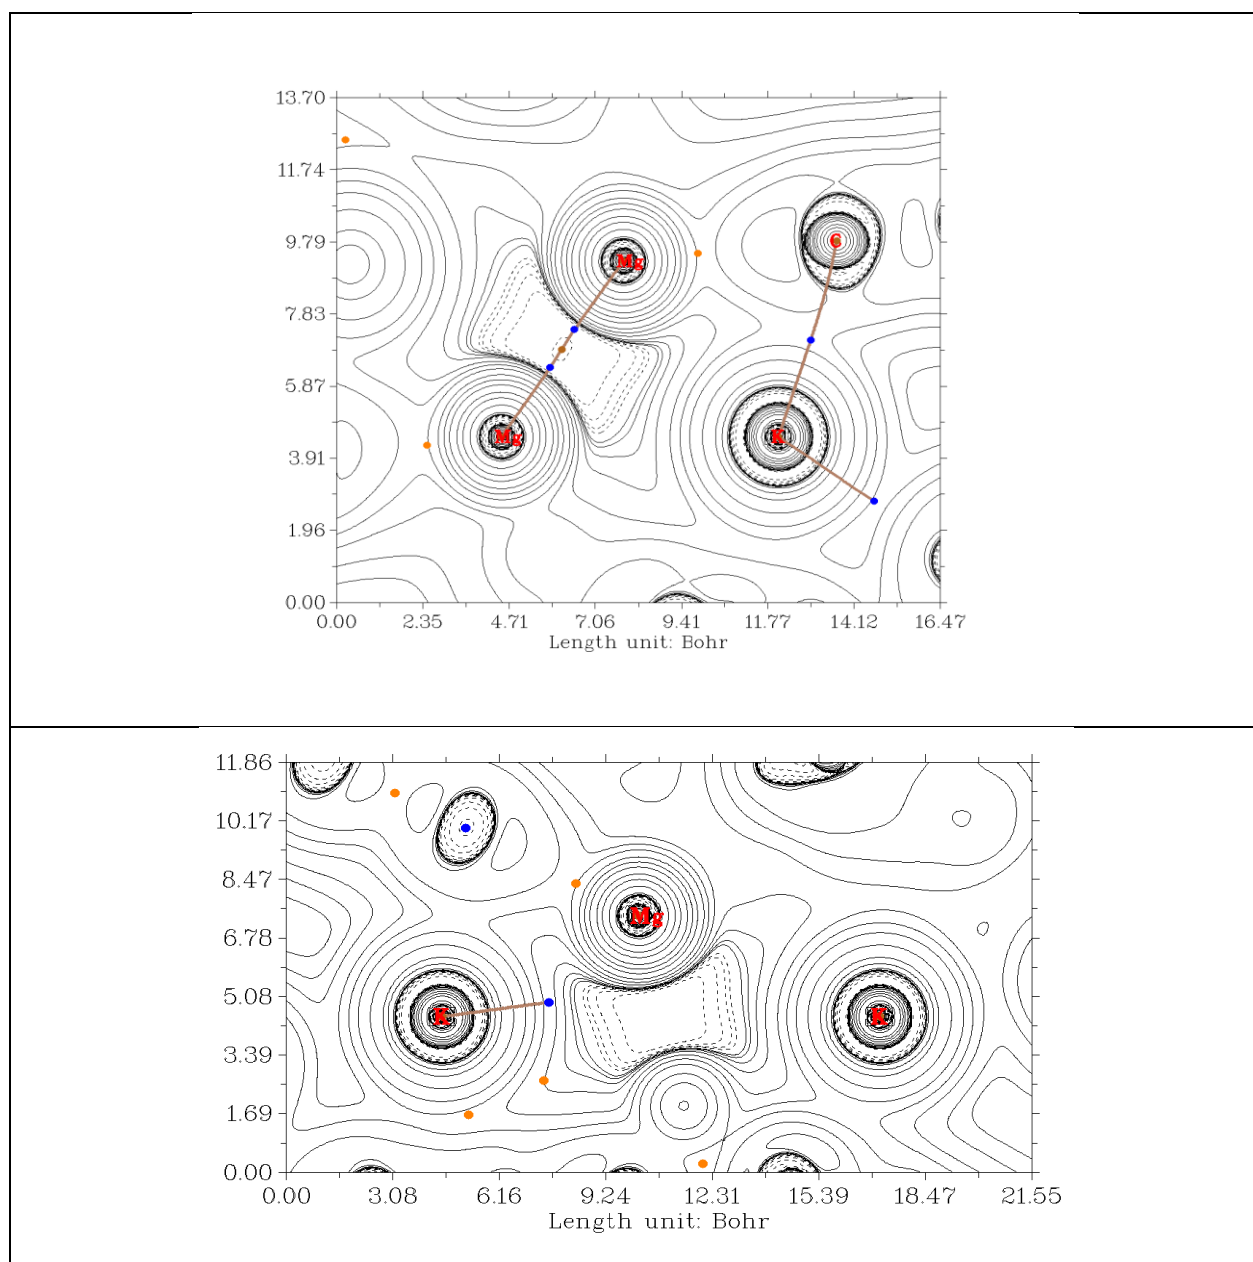 13.70
11.74
9.79
C
Mg
7.83
5.87
Mg
K
3.91
1.96
0.00
0.00 2.35 4.71 7.06 9.41 11.77 14.12 16.47
Length unit: Bohr
11.86
10.17
8.47
Mg
6.78
5.08
K K
3.39
1.69
0.00
0.00 3.08 6.16 9.24 12.31 15.39 18.47 21.55
Length unit: Bohr